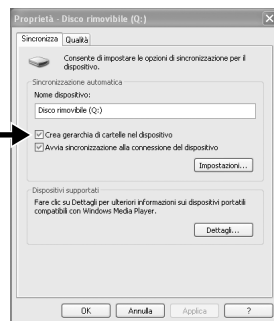 Proprietà - Disco rimovibile (Q:)
Sincronizza
Qualità
Consente di impostare le opzioni di sincronizzazione per il
dispositivo.
Sincronizzazione automatica
Nome dispositivo:
Disco rimovibile (Q:)
Crea gerarchia di cartelle nel dispositivo
Avvia sincronizzazione alla connessione del dispositivo
Impostazioni...
Dispositivi supportati
Fare clic su Dettagli per ulteriori informazioni sui dispositivi portatili
compatibili con Windows Media Player.
Dettagli...
OK
Annulla
Applica
?